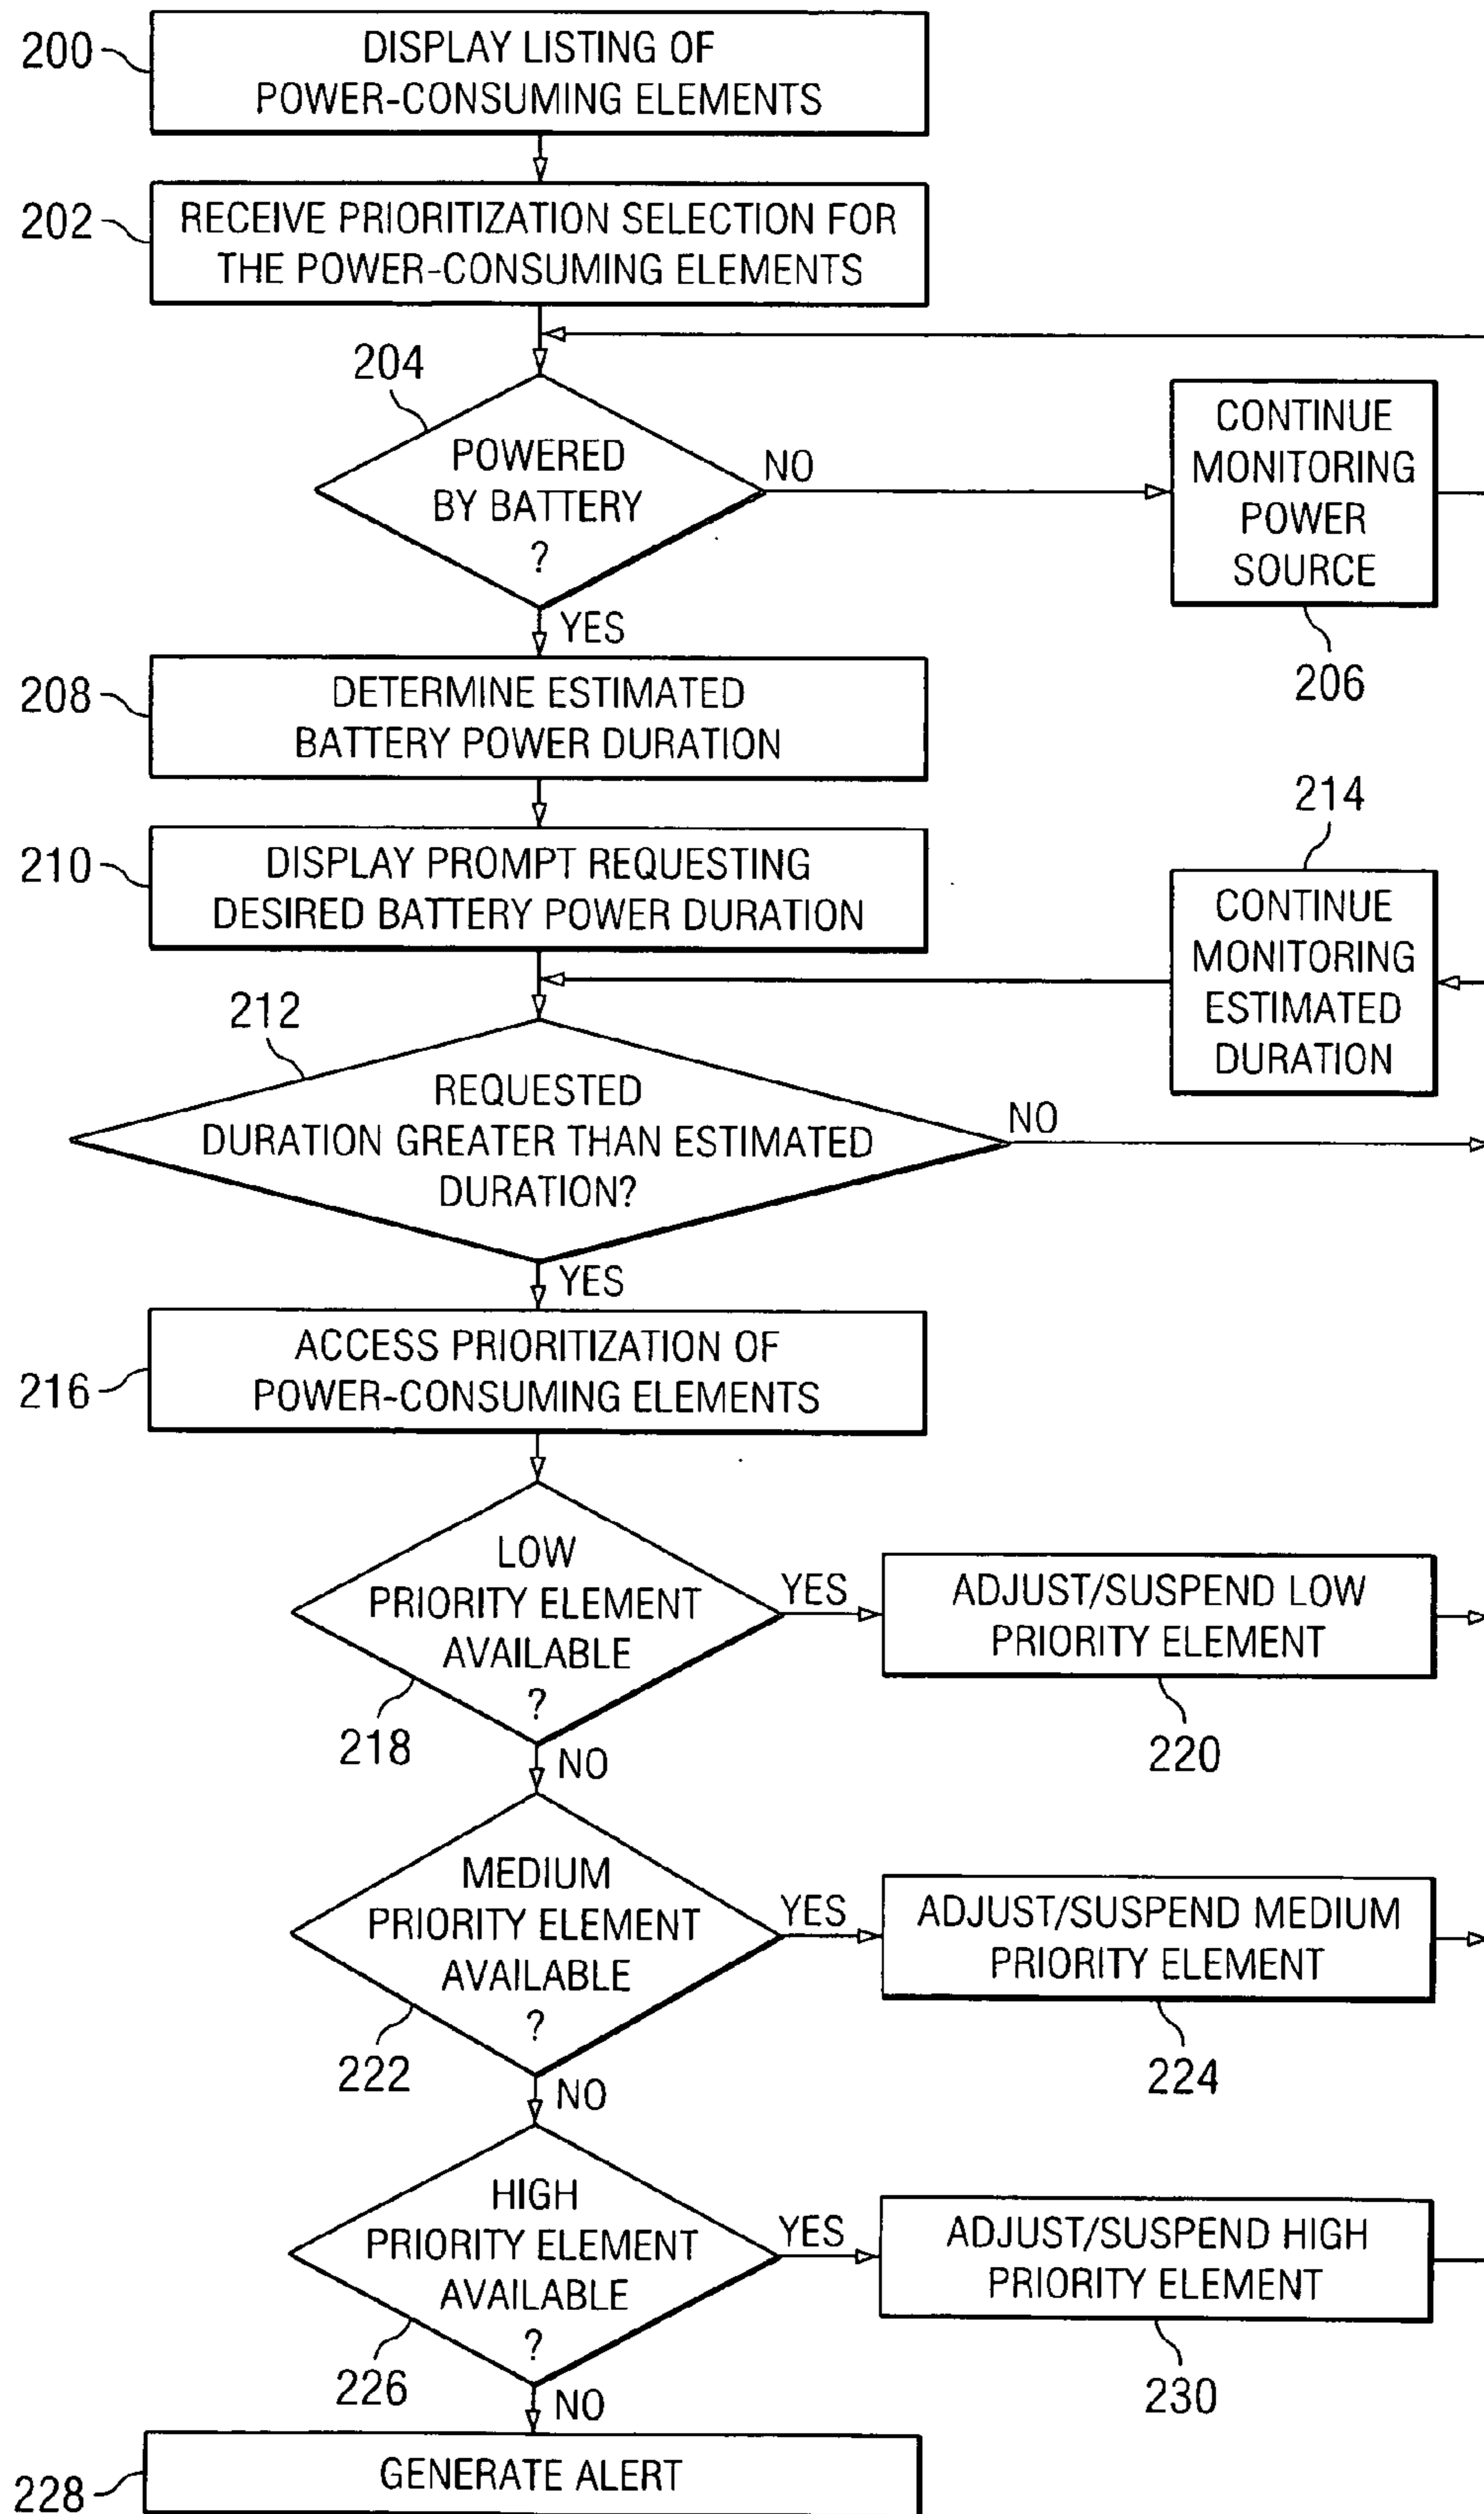 200
DISPLAY LISTING OF
POWER-CONSUMING ELEMENTS
202
RECEIVE PRIORITIZATION SELECTION FOR
THE POWER-CONSUMING ELEMENTS
204
POWERED
BY BATTERY
?
NO
CONTINUE
MONITORING
POWER
SOURCE
206
YES
208
DETERMINE ESTIMATED
BATTERY POWER DURATION
210
DISPLAY PROMPT REQUESTING
DESIRED BATTERY POWER DURATION
214
CONTINUE
MONITORING
ESTIMATED
DURATION
212
REQUESTED
DURATION GREATER THAN ESTIMATED
DURATION?
NO
YES
216
ACCESS PRIORITIZATION OF
POWER-CONSUMING ELEMENTS
LOW
PRIORITY ELEMENT
AVAILABLE
?
218
YES
ADJUST/SUSPEND LOW
PRIORITY ELEMENT
220
NO
MEDIUM
PRIORITY ELEMENT
AVAILABLE
?
222
YES
ADJUST/SUSPEND MEDIUM
PRIORITY ELEMENT
224
NO
HIGH
PRIORITY ELEMENT
AVAILABLE
?
226
YES
ADJUST/SUSPEND HIGH
PRIORITY ELEMENT
230
NO
228
GENERATE ALERT